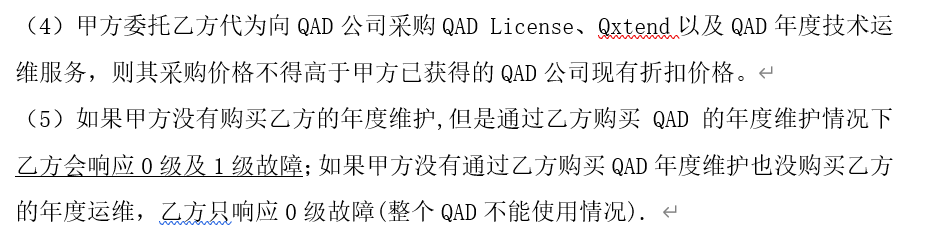 （4）甲方委托乙方代为向 QAD 公司采购 QAD License、Qxtend 以及 QAD 年度技术运
维服务，则其采购价格不得高于甲方已获得的 QAD 公司现有折扣价格。↵
（5）如果甲方没有购买乙方的年度维护,但是通过乙方购买 QAD 的年度维护情况下
乙方会响应 0 级及 1 级故障;如果甲方没有通过乙方购买 QAD 年度维护也没购买乙方
的年度运维，乙方只响应 0 级故障(整个 QAD 不能使用情况). ↵